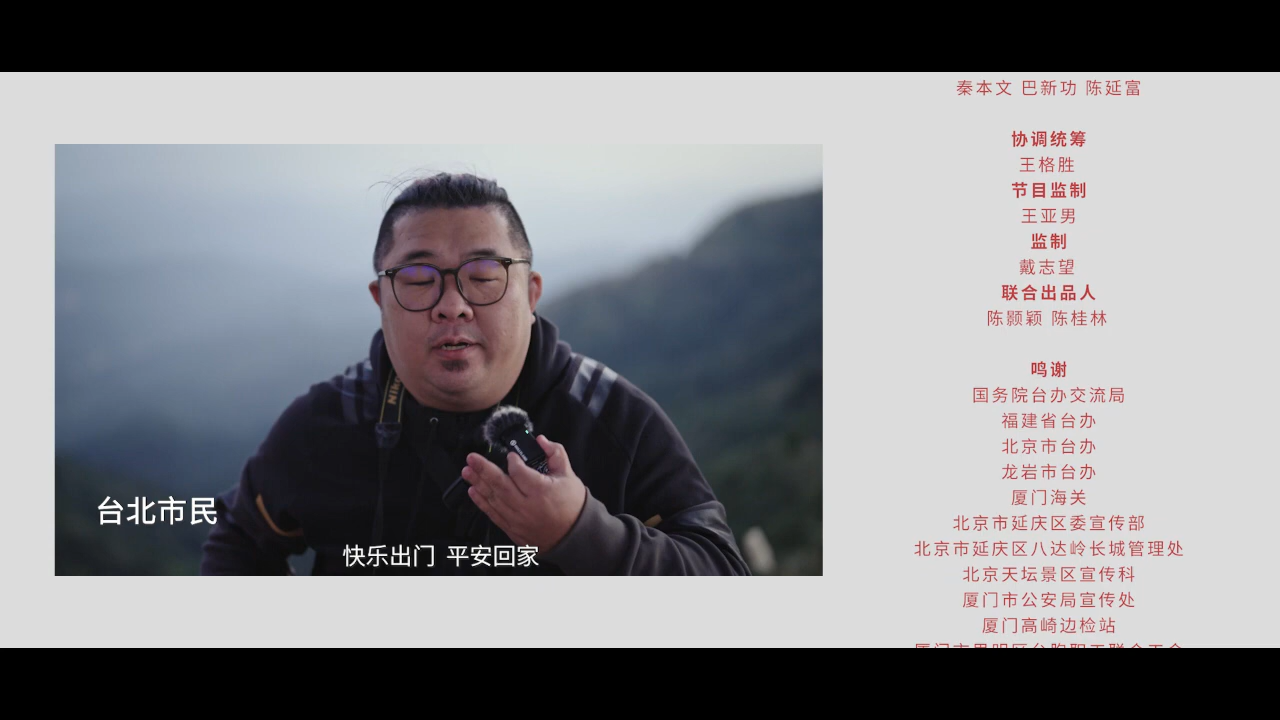 台北市民
快乐出门 平安回家
秦本文 巴新功 陈延富
协调统筹
王格胜
节目监制
王亚男
监制
戴志望
联合出品人
陈颢颖 陈桂林
鸣谢
国务院台办交流局
福建省台办
北京市台办
龙岩市台办
厦门海关
北京市延庆区委宣传部
北京市延庆区八达岭长城管理处
北京天坛景区宣传科
厦门市公安局宣传处
厦门高崎边检站